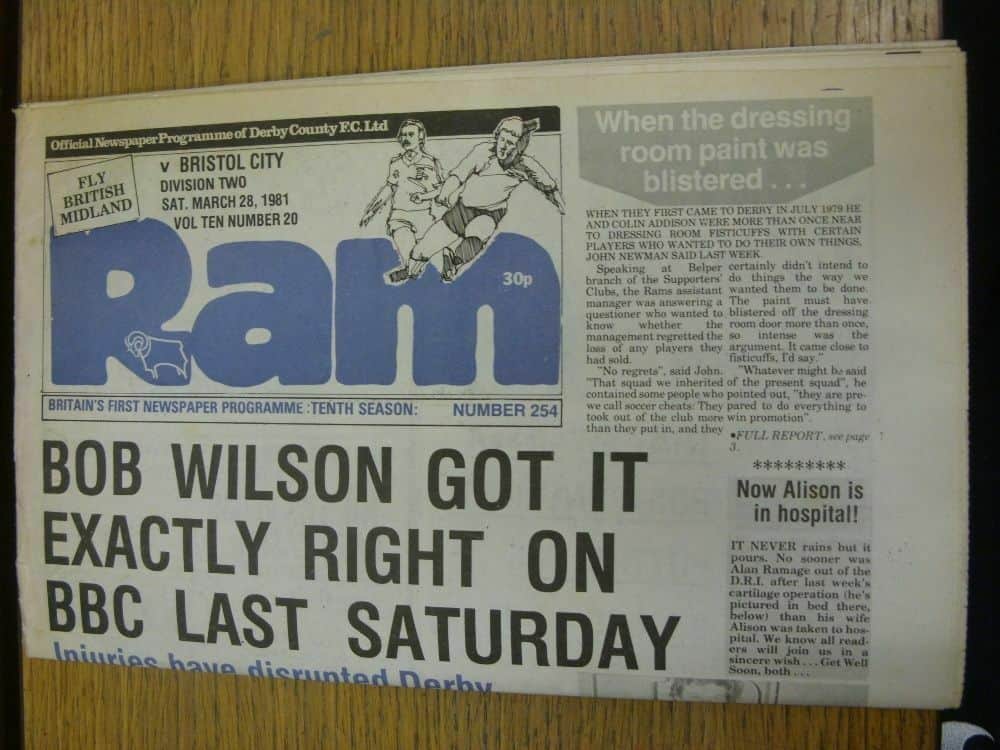 Official Newspaper Programme of Derby County F.C. Ltd
FLY
BRITISH
MIDLAND
v BRISTOL CITY
DIVISION TWO
SAT. MARCH 28, 1981
VOL TEN NUMBER 20
Ram
30p
BRITAIN'S FIRST NEWSPAPER PROGRAMME :TENTH SEASON: NUMBER 254
BOB WILSON GOT IT
EXACTLY RIGHT ON
BBC LAST SATURDAY
Injuries have disrupted Derby
When the dressing
room paint was
blistered . . .
WHEN THEY FIRST CAME TO DERBY IN JULY 1979 HE
AND COLIN ADDISON WERE MORE THAN ONCE NEAR
TO DRESSING ROOM FISTICUFFS WITH CERTAIN
PLAYERS WHO WANTED TO DO THEIR OWN THINGS,
JOHN NEWMAN SAID LAST WEEK.
Speaking at Belper
branch of the Supporters'
Clubs, the Rams assistant
manager was answering a
questioner who wanted to
know whether the
management regretted the
loss of any players they
had sold.
"No regrets", said John.
"That squad we inherited
contained some people who
we call soccer cheats: They
took out of the club more
than they put in, and they
certainly didn't intend to
do things the way we
wanted them to be done.
The paint must have
blistered off the dressing
room door more than once,
so intense was the
argument. It came close to
fisticuffs, I'd say."
"Whatever might be said
of the present squad", he
pointed out, "they are pre-
pared to do everything to
win promotion".
•FULL REPORT, see page
3.
*********
Now Alison is
in hospital!
IT NEVER rains but it
pours. No sooner was
Alan Ramage out of the
D.R.I. after last week's
cartilage operation (he's
pictured in bed there,
below) than his wife
Alison was taken to hos-
pital. We know all read-
ers will join us in a
sincere wish . . . Get Well
Soon, both . . .